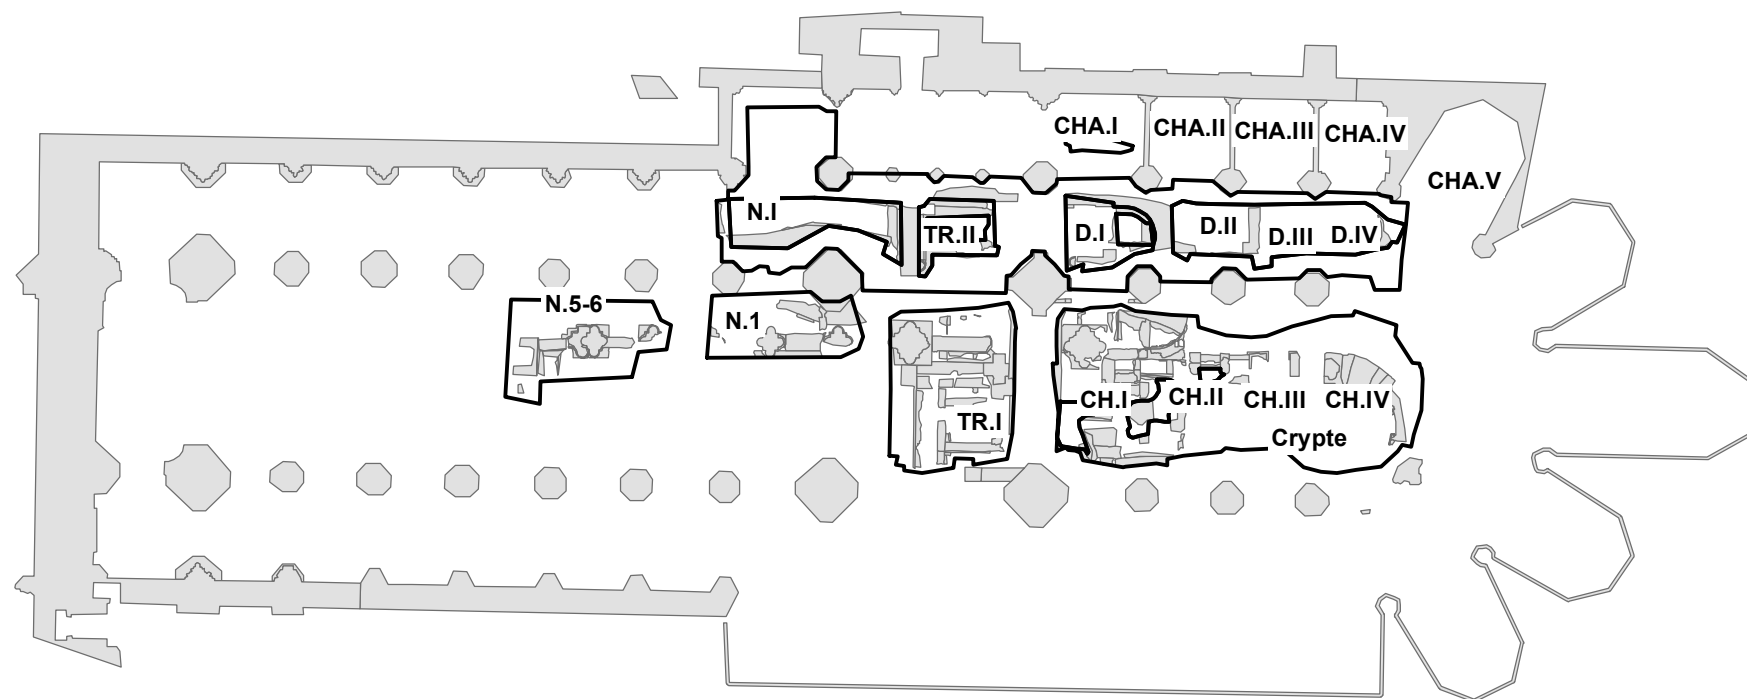 CHA.I
CHA.II
CHA.III
CHA.IV
CHA.V
N.I
TR.II
D.I
D.II
D.III
D.IV
N.5-6
N.1
TR.I
CH.I
CH.II
CH.III
CH.IV
Crypte